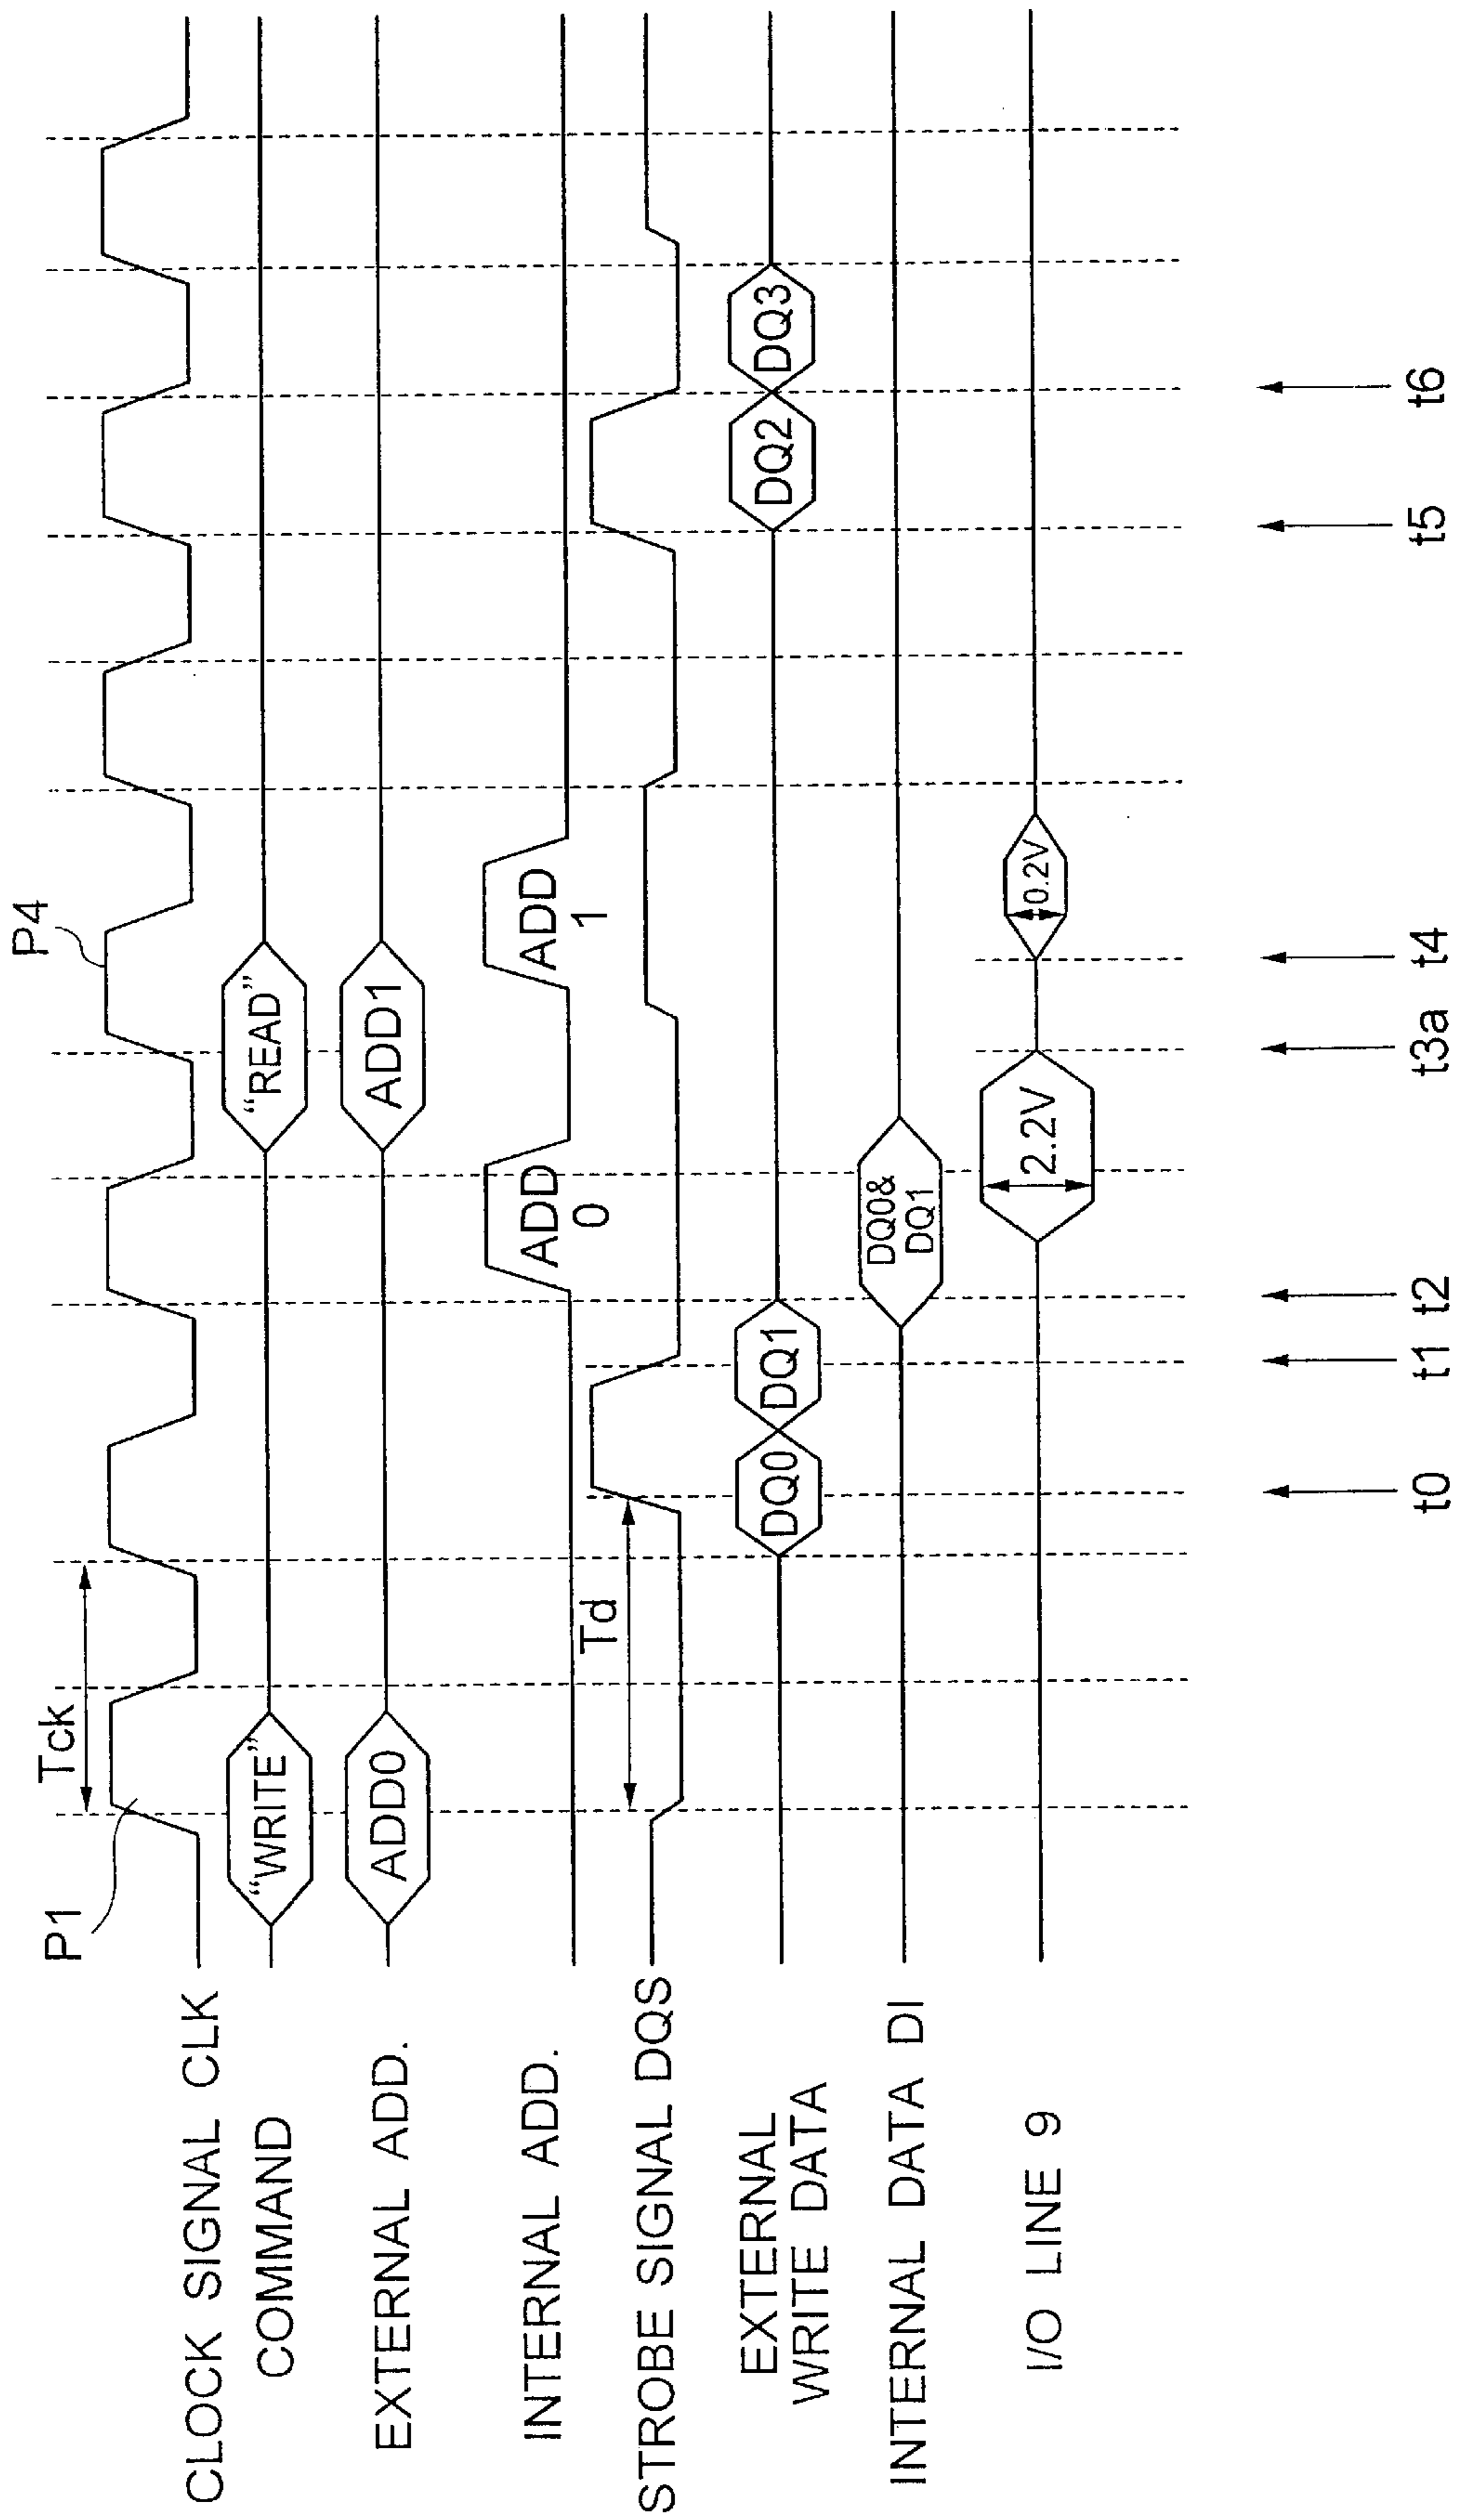 P1
Tck
P4
CLOCK SIGNAL CLK
COMMAND
“WRITE”
“READ”
EXTERNAL ADD.
ADD0
ADD1
INTERNAL ADD.
ADD
0
ADD
1
STROBE SIGNAL DQS
Td
EXTERNAL
WRITE DATA
DQ0
DQ1
DQ2
DQ3
INTERNAL DATA DI
DQ0&
DQ1
I/O LINE 9
2.2V
0.2V
t0
t1
t2
t3a
t4
t5
t6